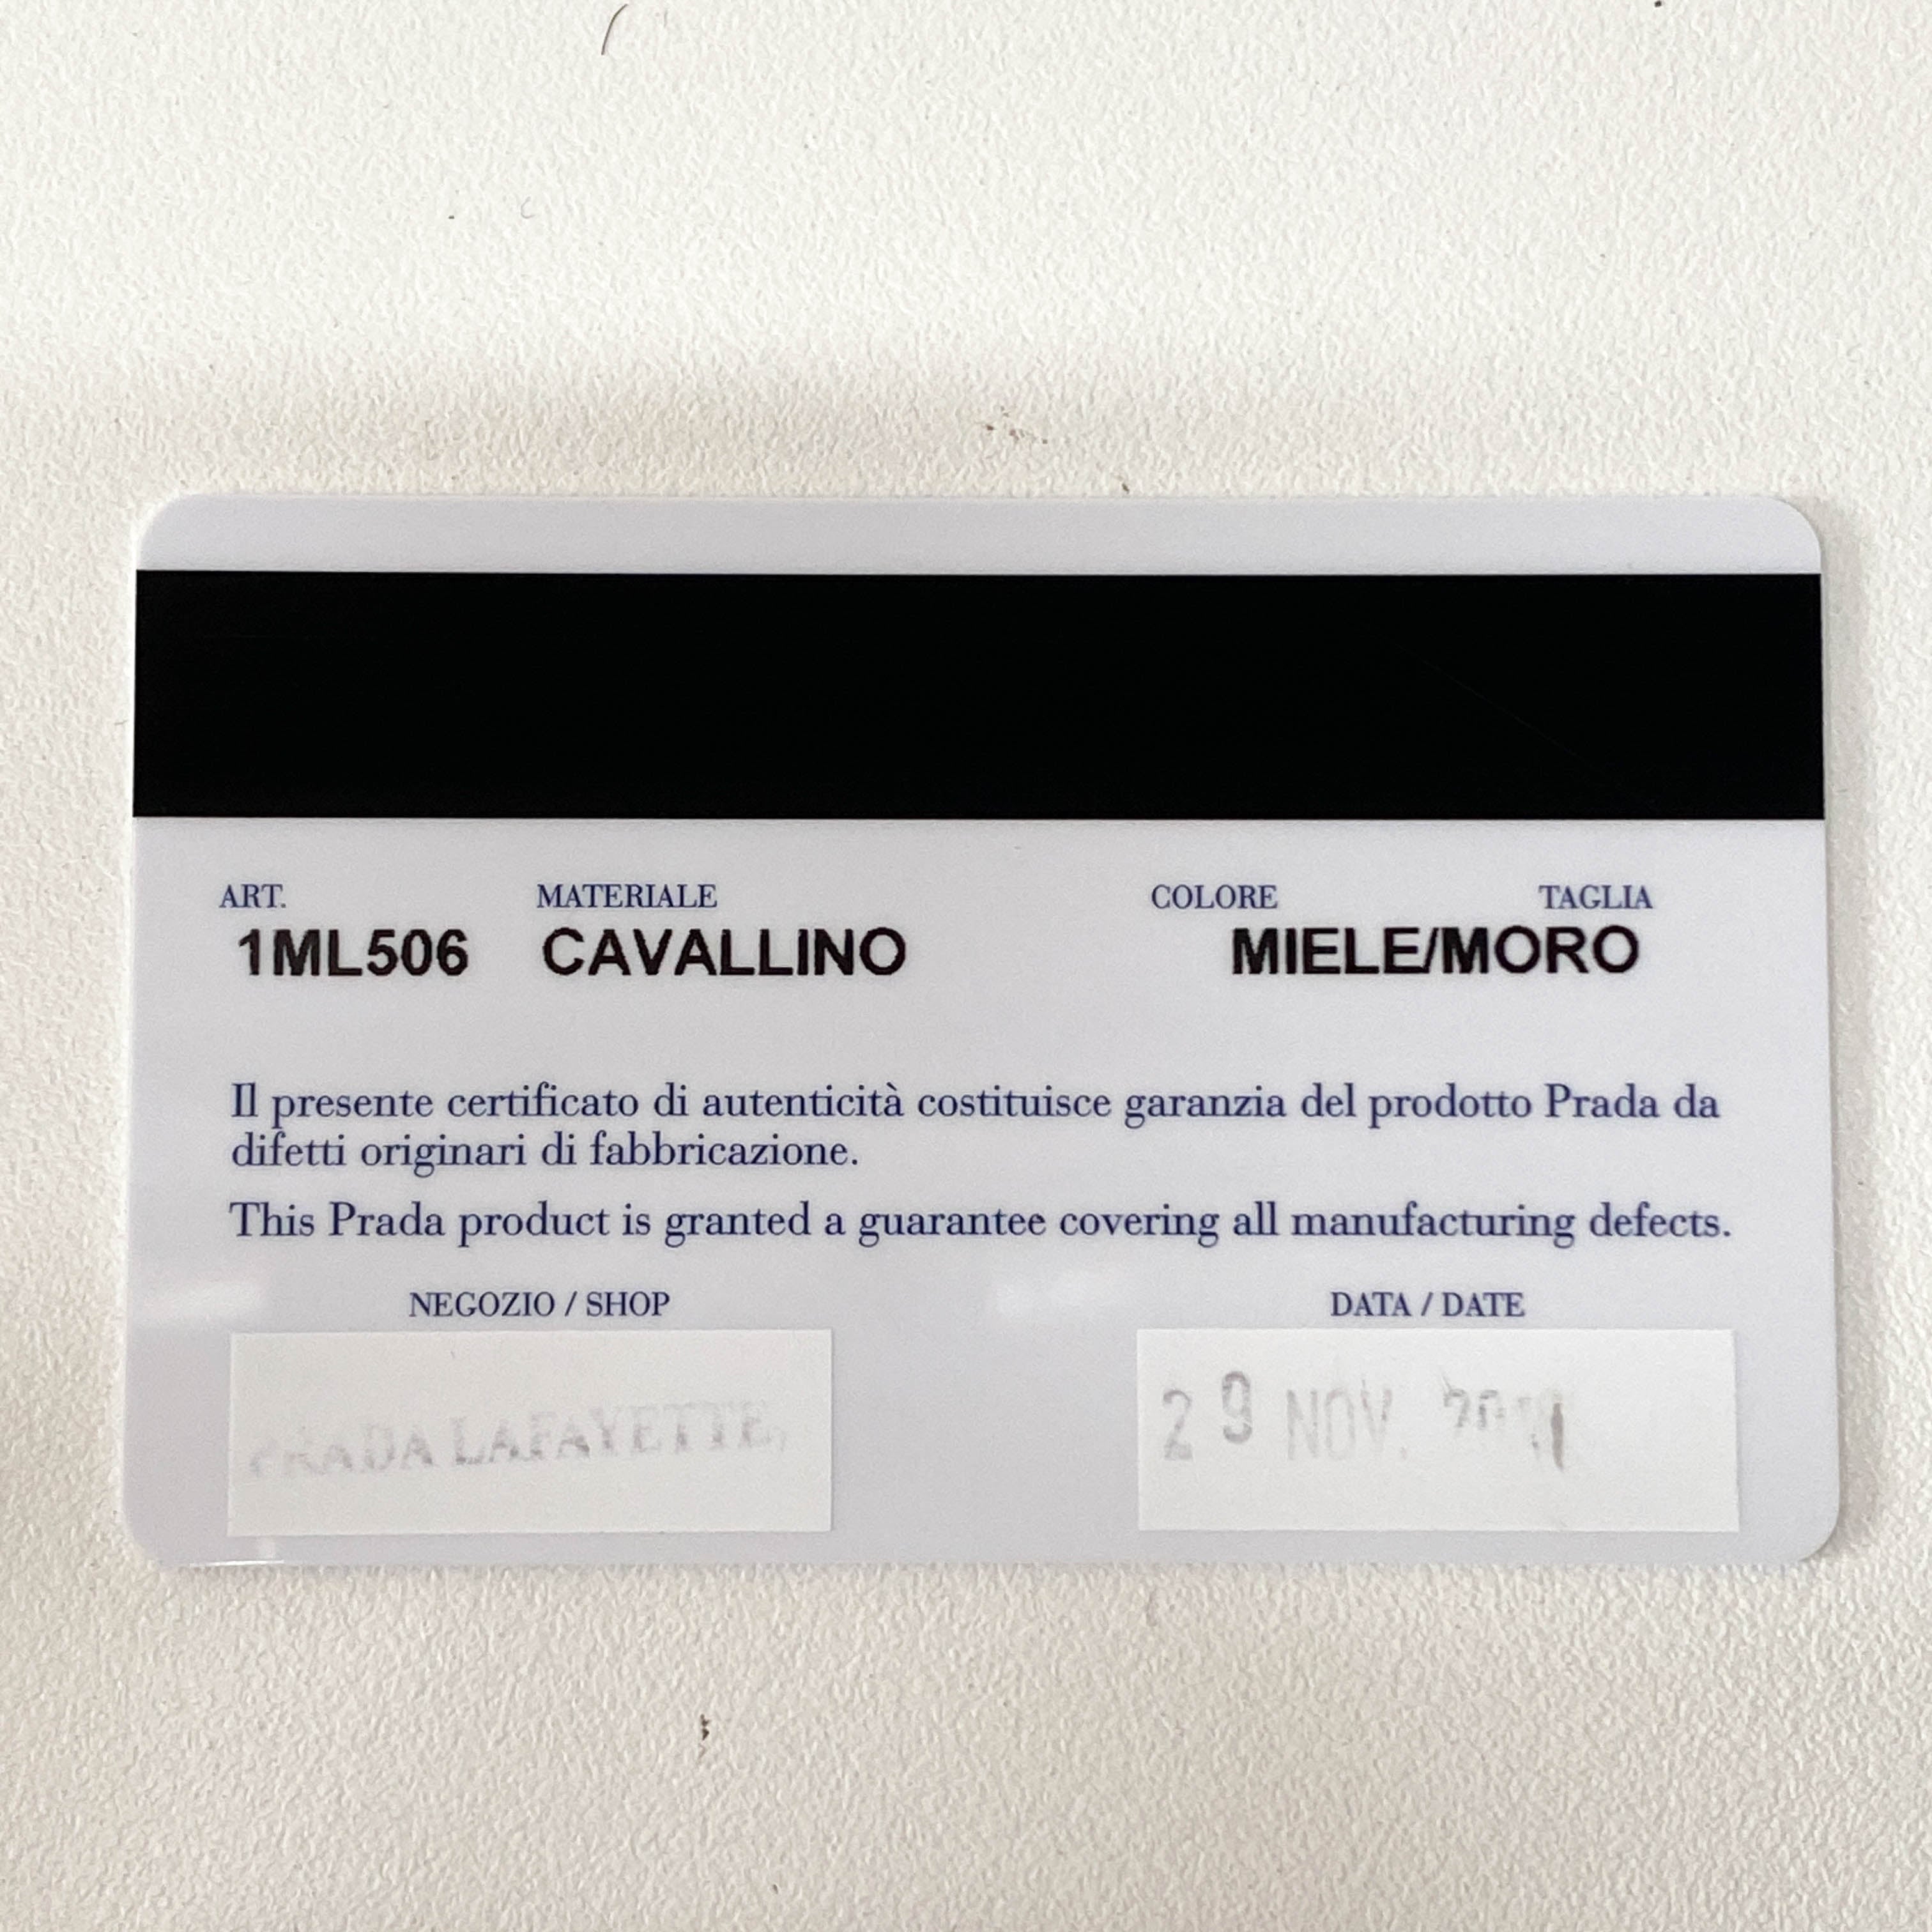 ART. MATERIALE COLORE TAGLIA
1ML506 CAVALLINO MIELE/MORO
Il presente certificato di autenticità costituisce garanzia del prodotto Prada da
difetti originari di fabbricazione.
This Prada product is granted a guarantee covering all manufacturing defects.
NEGOZIO / SHOP DATA / DATE
PRADA LAFAYETTE 29 NOV.